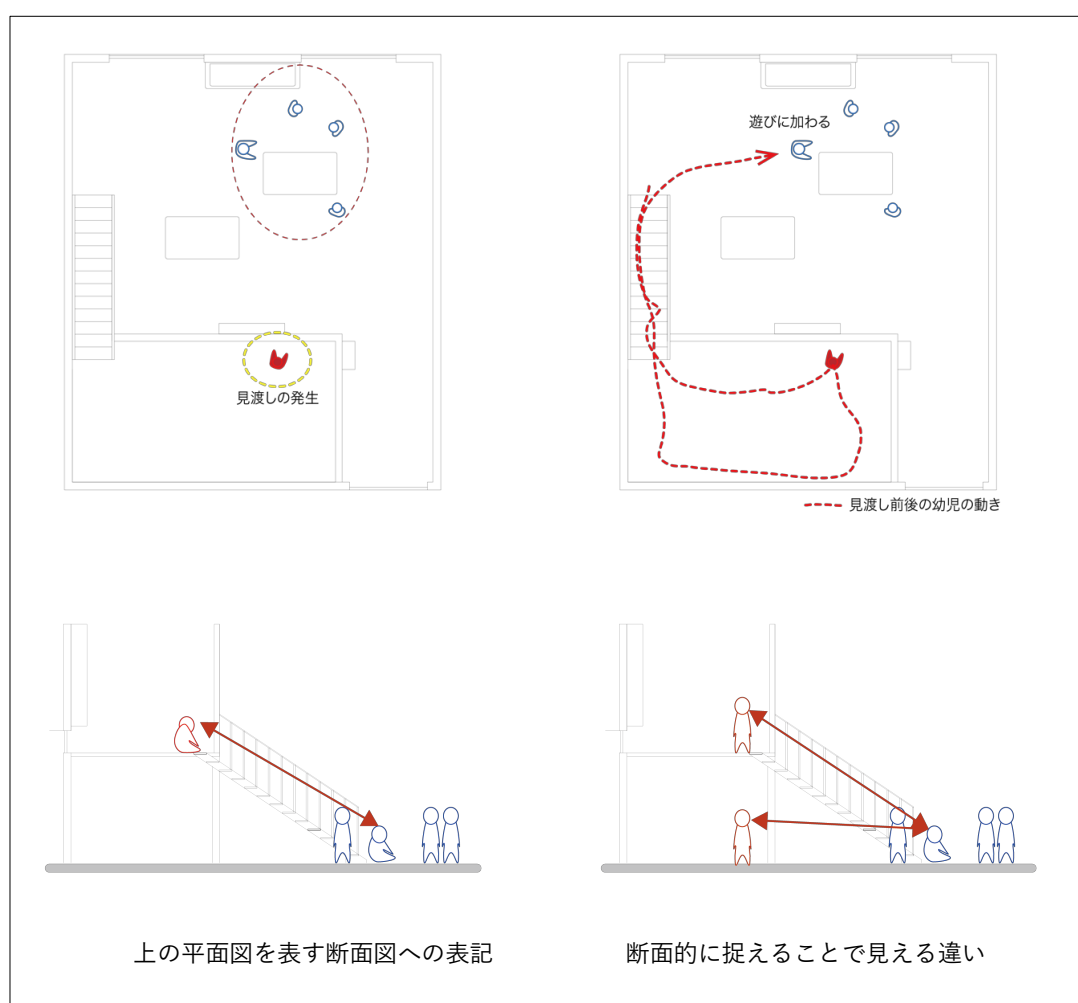 遊びに加わる
見渡しの発生
見渡し前後の幼児の動き
上の平面図を表す断面図への表記
断面的に捉えることで見える違い